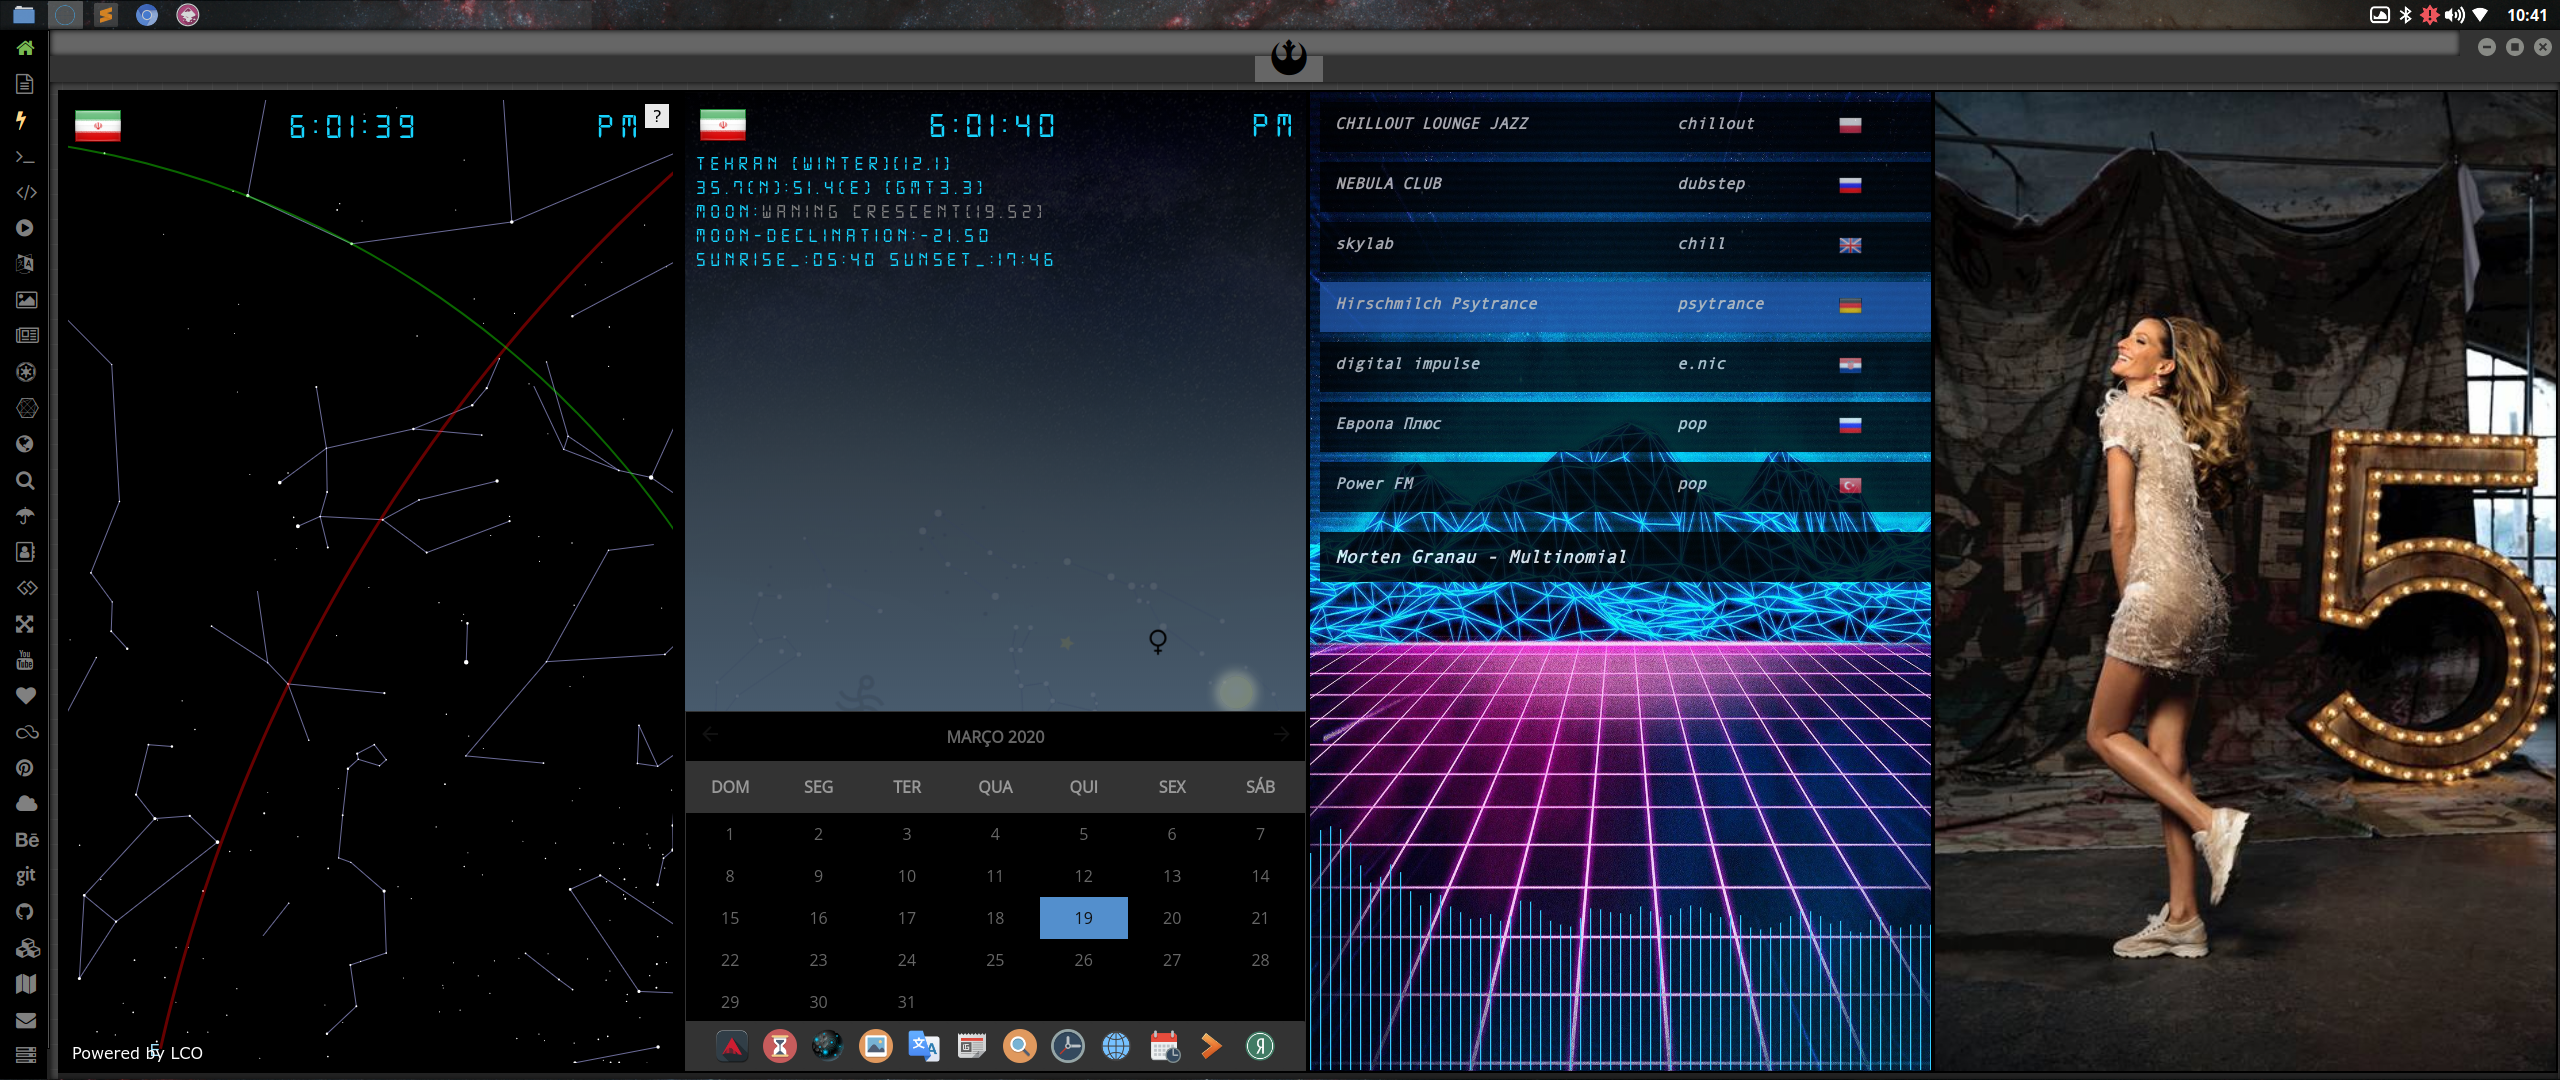 10:41
6:01:39 PM ?
6:01:40 PM
TEHRAN (WINTER)(12.1)
35.7(N):51.4(E) (GMT3.3)
MOON:WANING CRESCENT(19.52)
MOON-DECLINATION:-21.50
SUNRISE_:05:40 SUNSET_:17:46
MARÇO 2020
DOM SEG TER QUA QUI SEX SÁB
1 2 3 4 5 6 7
8 9 10 11 12 13 14
15 16 17 18 19 20 21
22 23 24 25 26 27 28
29 30 31
CHILLOUT LOUNGE JAZZ chillout
NEBULA CLUB dubstep
skylab chill
Hirschmilch Psytrance psytrance
digital impulse e.nic
Европа Плюс pop
Power FM pop
Morten Granau - Multinomial
5
You Tube
Bē
git
E
Powered by LCO